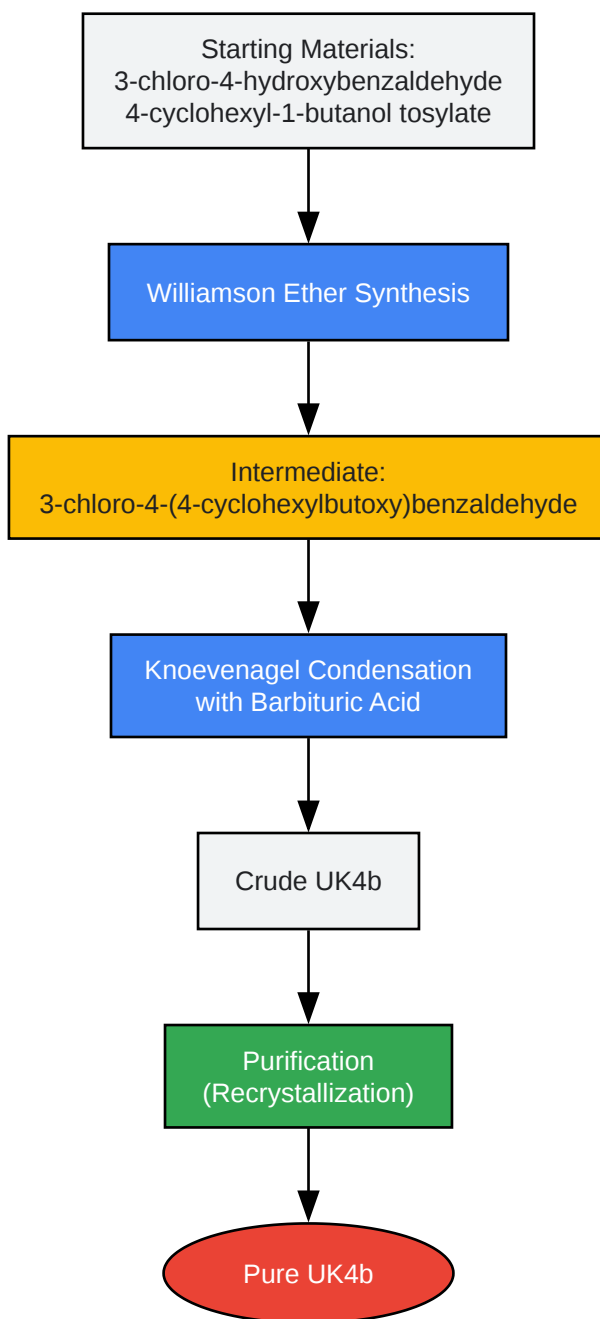 Starting Materials:
3-chloro-4-hydroxybenzaldehyde
4-cyclohexyl-1-butanol tosylate
Williamson Ether Synthesis
Intermediate:
3-chloro-4-(4-cyclohexylbutoxy)benzaldehyde
Knoevenagel Condensation
with Barbituric Acid
Crude UK4b
Purification
(Recrystallization)
Pure UK4b